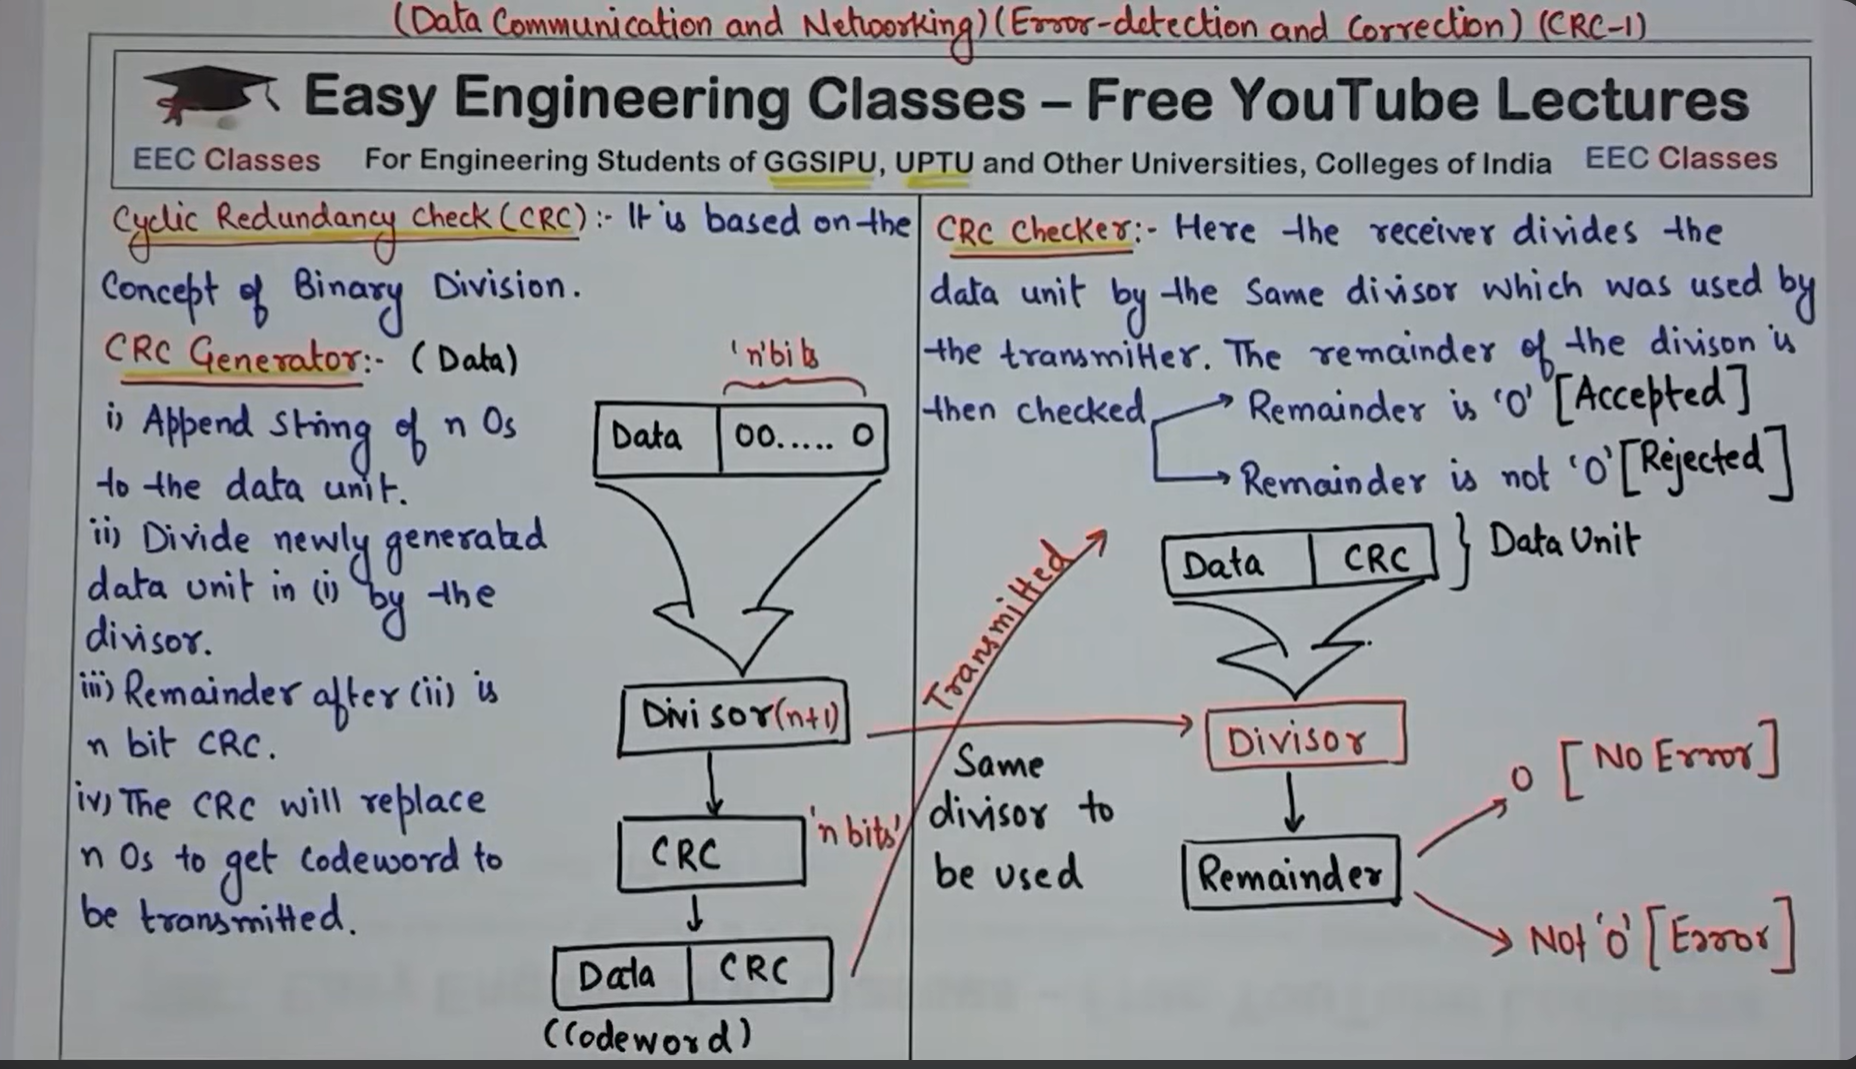 (Data Communication and Networking) (Error-detection and Correction) (CRC-1)
Easy Engineering Classes – Free YouTube Lectures
EEC Classes For Engineering Students of GGSIPU, UPTU and Other Universities, Colleges of India EEC Classes
Cyclic Redundancy Check (CRC) :- It is based on the
Concept of Binary Division.
CRC Generator:- (Data)
i) Append string of n 0s
to the data unit.
ii) Divide newly generated
data unit in (i) by the
divisor.
iii) Remainder after (ii) is
n bit CRC.
iv) The CRC will replace
n 0s to get codeword to
be transmitted.
'n' bits
Data 00..... 0
Divisor (n+1)
CRC 'n bits'
Data CRC
(Codeword)
CRC Checker:- Here the receiver divides the
data unit by the same divisor which was used by
the transmitter. The remainder of the divison is
then checked Remainder is '0' [Accepted]
Remainder is not '0' [Rejected]
Transmitted
Data CRC } Data Unit
Same
divisor to
be used
Divisor
Remainder
0 [No Error]
Not '0' [Error]